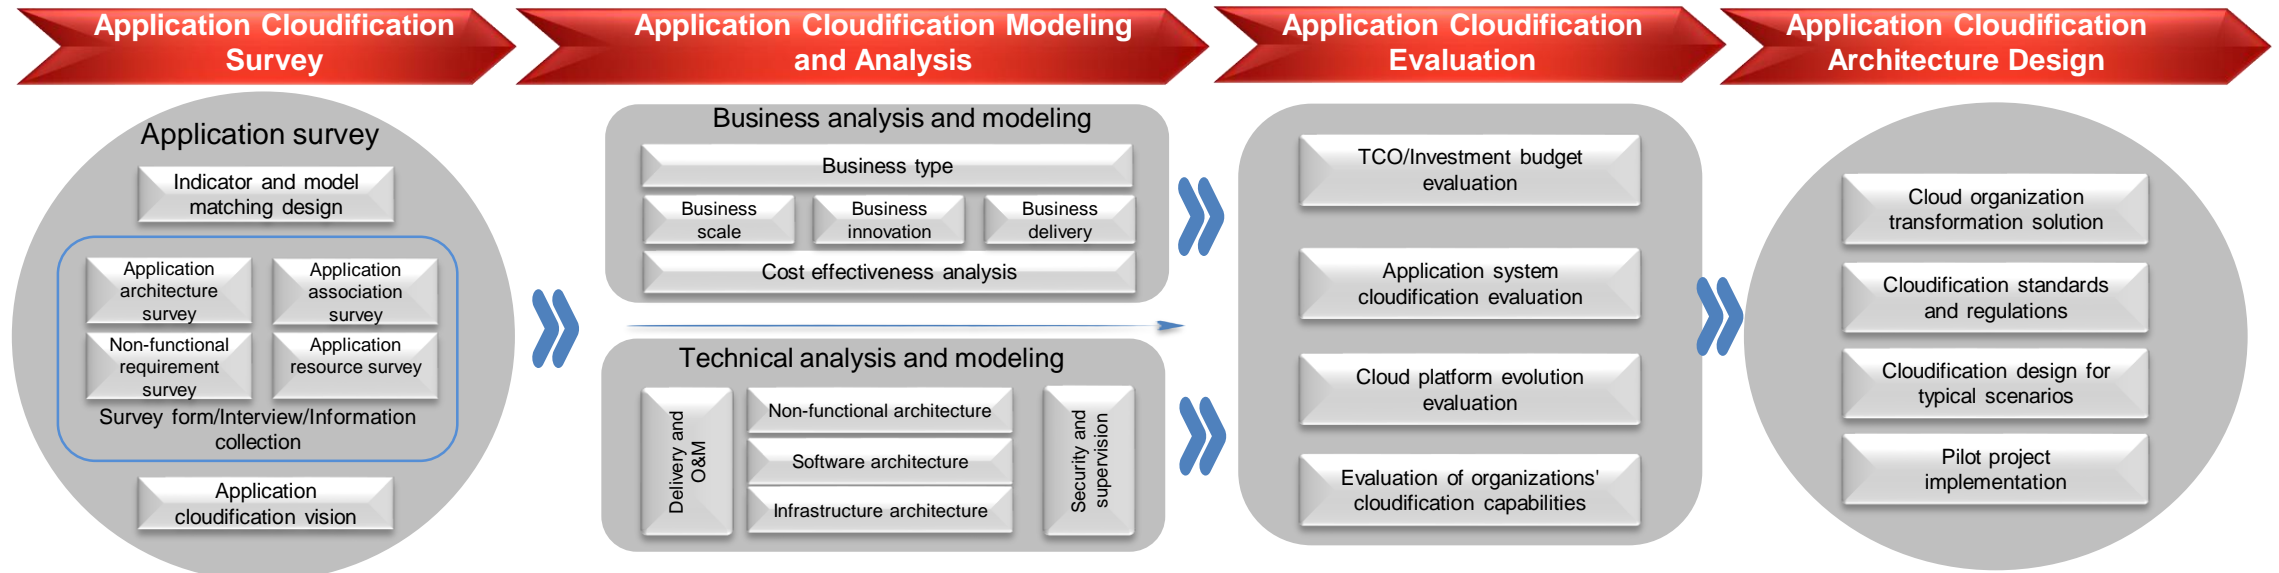 Application Cloudification
Survey
Application Cloudification Modeling
and Analysis
Application Cloudification
Evaluation
Application Cloudification
Architecture Design
Application survey
Indicator and model
matching design
Application
architecture
survey
Application
association
survey
Non-functional
requirement
survey
Application
resource survey
Survey form/Interview/Information
collection
Application
cloudification vision
Business analysis and modeling
Business type
Business
scale
Business
innovation
Business
delivery
Cost effectiveness analysis
Technical analysis and modeling
Delivery and
O&M
Non-functional architecture
Software architecture
Infrastructure architecture
Security and
supervision
TCO/Investment budget
evaluation
Application system
cloudification evaluation
Cloud platform evolution
evaluation
Evaluation of organizations'
cloudification capabilities
Cloud organization
transformation solution
Cloudification standards
and regulations
Cloudification design for
typical scenarios
Pilot project
implementation